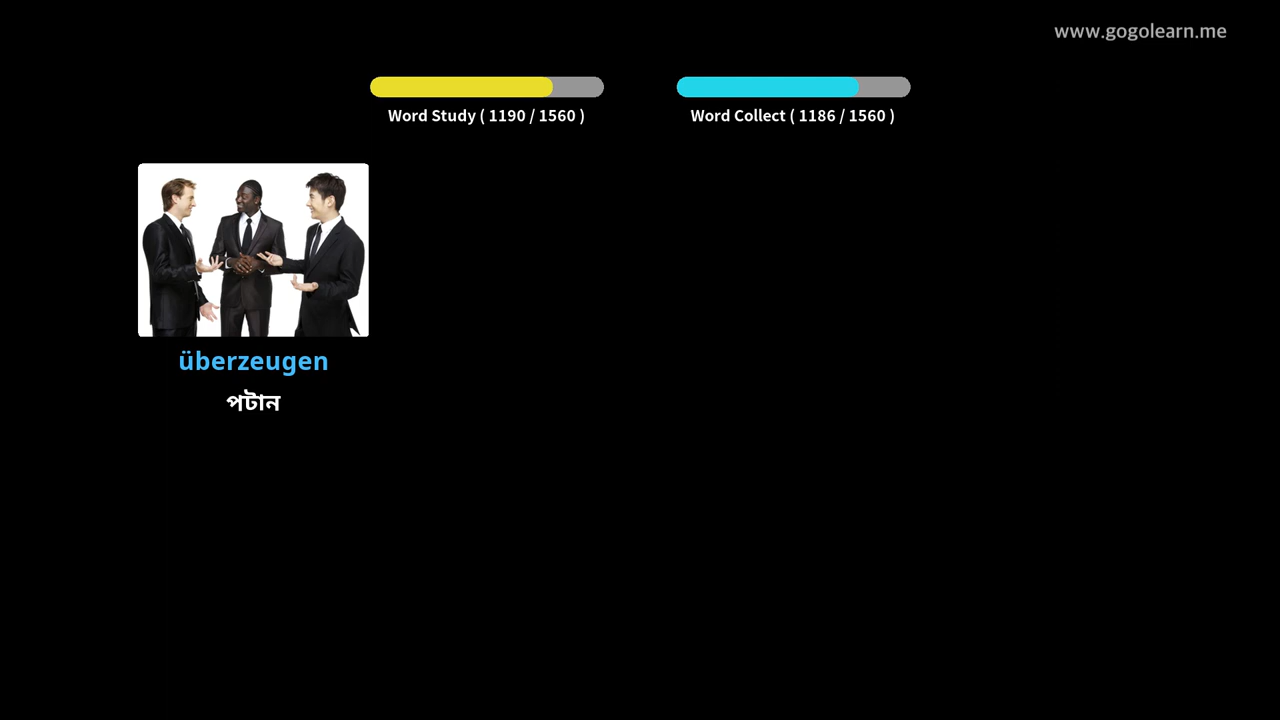 www.gogolearn.me
Word Study ( 1190 / 1560 )
Word Collect ( 1186 / 1560 )
überzeugen
পটান